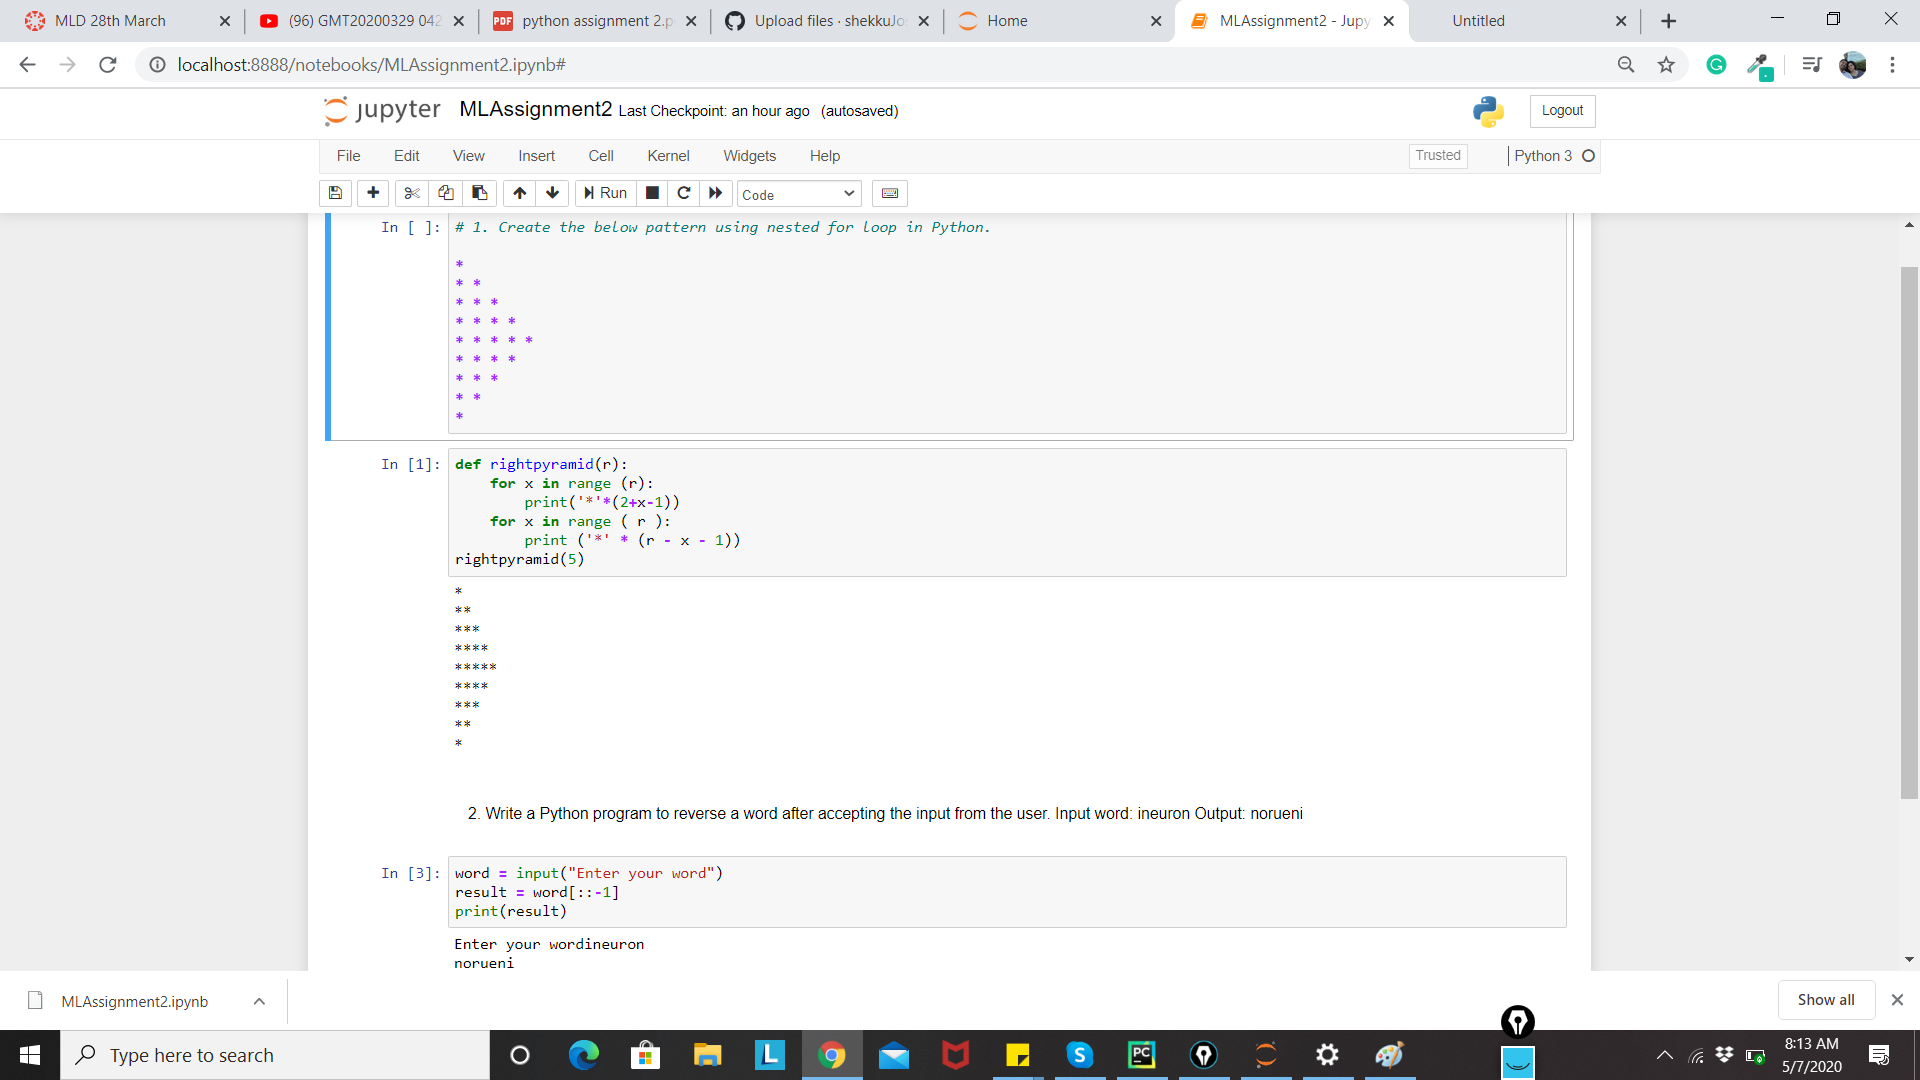 MLD 28th March
(96) GMT20200329 042
PDF
python assignment 2.p
Upload files · shekkuJo
Home
MLAssignment2 - Jupy
Untitled
localhost:8888/notebooks/MLAssignment2.ipynb#
jupyter MLAssignment2 Last Checkpoint: an hour ago (autosaved)
Logout
File Edit View Insert Cell Kernel Widgets Help
Trusted
Python 3
Run
Code
In [ ]: # 1. Create the below pattern using nested for loop in Python.
*
* *
* * *
* * * *
* * * * *
* * * *
* * *
* *
*
In [1]: def rightpyramid(r):
for x in range (r):
print('*'*(2+x-1))
for x in range ( r ):
print ('*' * (r - x - 1))
rightpyramid(5)
*
**
***
****
*****
****
***
**
*
2. Write a Python program to reverse a word after accepting the input from the user. Input word: ineuron Output: norueni
In [3]: word = input("Enter your word")
result = word[::-1]
print(result)
Enter your wordineuron
norueni
MLAssignment2.ipynb
Show all
Type here to search
L
S
PC
8:13 AM
5/7/2020